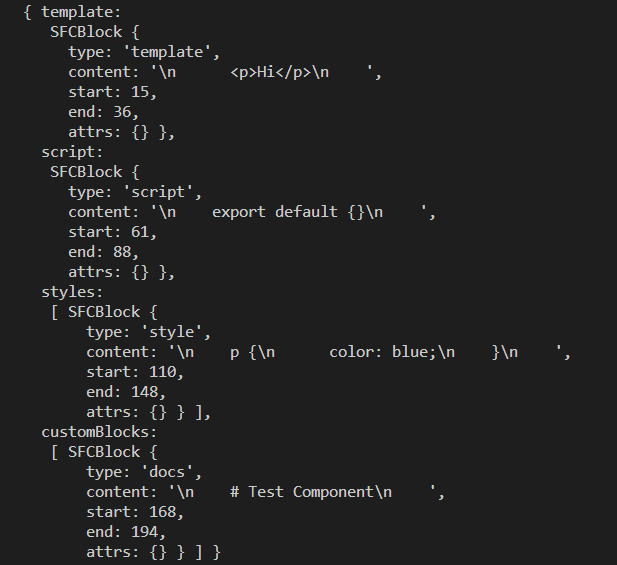 { template:
   SFCBlock {
     type: 'template',
     content: '\n      <p>Hi</p>\n    ',
     start: 15,
     end: 36,
     attrs: {} },
  script:
   SFCBlock {
     type: 'script',
     content: '\n    export default {}\n    ',
     start: 61,
     end: 88,
     attrs: {} },
  styles:
   [ SFCBlock {
       type: 'style',
       content: '\n    p {\n      color: blue;\n    }\n    ',
       start: 110,
       end: 148,
       attrs: {} } ],
  customBlocks:
   [ SFCBlock {
       type: 'docs',
       content: '\n    # Test Component\n    ',
       start: 168,
       end: 194,
       attrs: {} } ] }